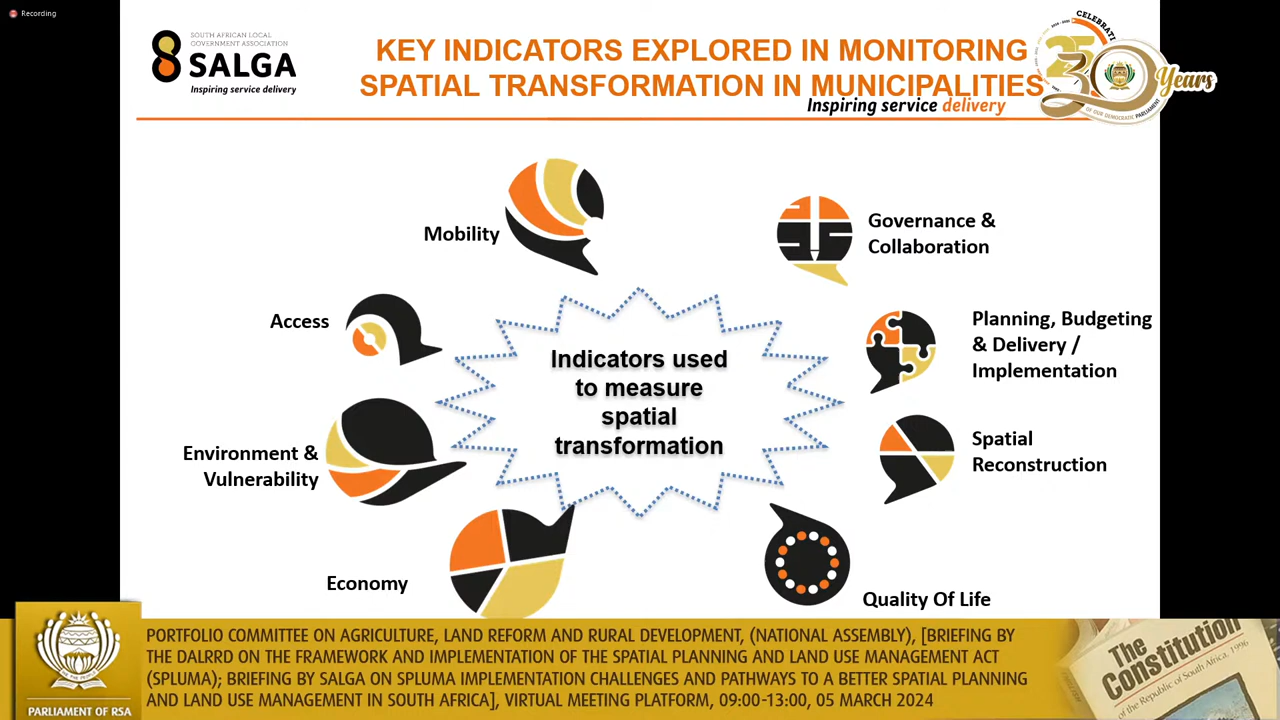 Recording
SOUTH AFRICAN LOCAL
GOVERNMENT ASSOCIATION
SALGA
Inspiring service delivery
KEY INDICATORS EXPLORED IN MONITORING
SPATIAL TRANSFORMATION IN MUNICIPALITIES
Inspiring service delivery
CELEBRATI
30 Years
OF OUR DEMOCRATIC PARLIAMENT
Mobility
Governance &
Collaboration
Access
Planning, Budgeting
& Delivery /
Implementation
Indicators used
to measure
spatial
transformation
Environment &
Vulnerability
Spatial
Reconstruction
Economy
Quality Of Life
PORTFOLIO COMMITTEE ON AGRICULTURE, LAND REFORM AND RURAL DEVELOPMENT, (NATIONAL ASSEMBLY), [BRIEFING BY
THE DALRRD ON THE FRAMEWORK AND IMPLEMENTATION OF THE SPATIAL PLANNING AND LAND USE MANAGEMENT ACT
(SPLUMA); BRIEFING BY SALGA ON SPLUMA IMPLEMENTATION CHALLENGES AND PATHWAYS TO A BETTER SPATIAL PLANNING
AND LAND USE MANAGEMENT IN SOUTH AFRICA], VIRTUAL MEETING PLATFORM, 09:00-13:00, 05 MARCH 2024
PARLIAMENT OF RSA
The
Constitution
of the Republic of South Africa, 1996